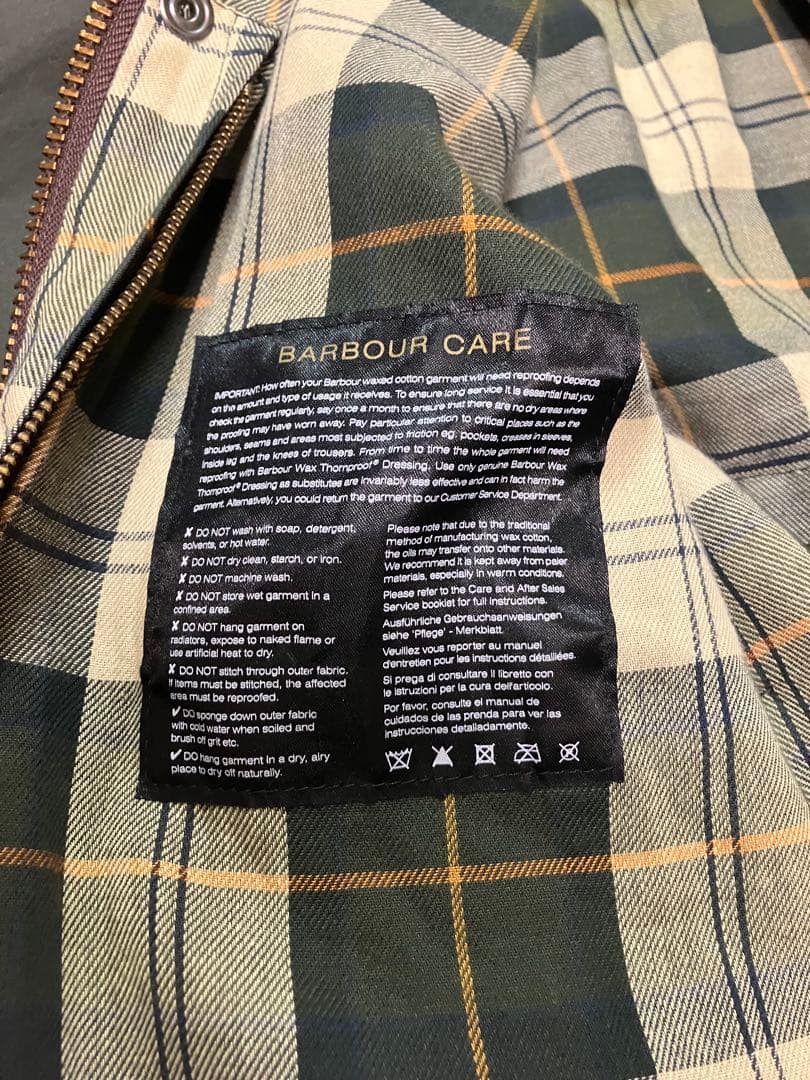 BARBOUR CARE
IMPORTANT: How often your Barbour waxed cotton garment will need reproofing depends
on the amount and type of usage it receives. To ensure long service it is essential that you
check the garment regularly, say once a month to ensure that there are no dry areas where
the proofing may have worn away. Pay particular attention to critical places such as the
shoulders, seams and areas most subjected to friction eg: pockets, creases in sleeves,
inside leg and the knees of trousers. From time to time the whole garment will need
reproofing with Barbour Wax Thornproof® Dressing. Use only genuine Barbour Wax
Thornproof® Dressing as substitutes are invariably less effective and can in fact harm the
garment. Alternatively, you could return the garment to our Customer Service Department.
✗ DO NOT wash with soap, detergent,
solvents, or hot water.
✗ DO NOT dry clean, starch, or iron.
✗ DO NOT machine wash.
✗ DO NOT store wet garment in a
confined area.
✗ DO NOT hang garment on
radiators, expose to naked flame or
use artificial heat to dry.
✗ DO NOT stitch through outer fabric.
If items must be stitched, the affected
area must be reproofed.
✓ DO sponge down outer fabric
with cold water when soiled and
brush off grit etc.
✓ DO hang garment in a dry, airy
place to dry off naturally.
Please note that due to the traditional
method of manufacturing wax cotton,
the oils may transfer onto other materials.
We recommend it is kept away from paler
materials, especially in warm conditions.
Please refer to the Care and After Sales
Service booklet for full instructions.
Ausführliche Gebrauchsanweisungen
siehe 'Pflege' - Merkblatt.
Veuillez vous reporter au manuel
d'entretien pour les instructions détaillées.
Si prega di consultare il libretto con
le istruzioni per la cura dell'articolo.
Por favor, consulte el manual de
cuidados de las prenda para ver las
instrucciones detalladamente.